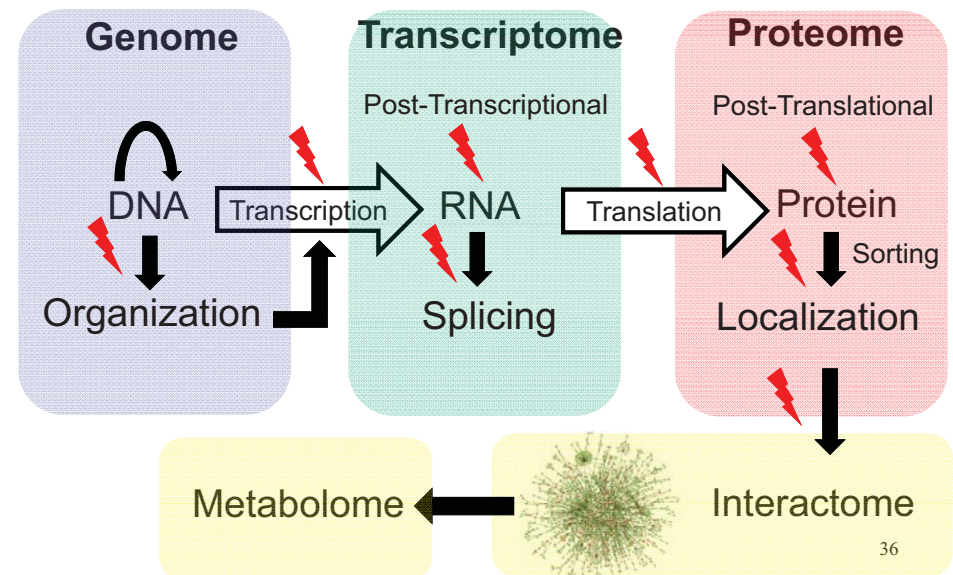 Genome
Transcriptome
Proteome
Post-Transcriptional
Post-Translational
DNA
Transcription
RNA
Translation
Protein
Sorting
Organization
Splicing
Localization
Metabolome
Interactome
36